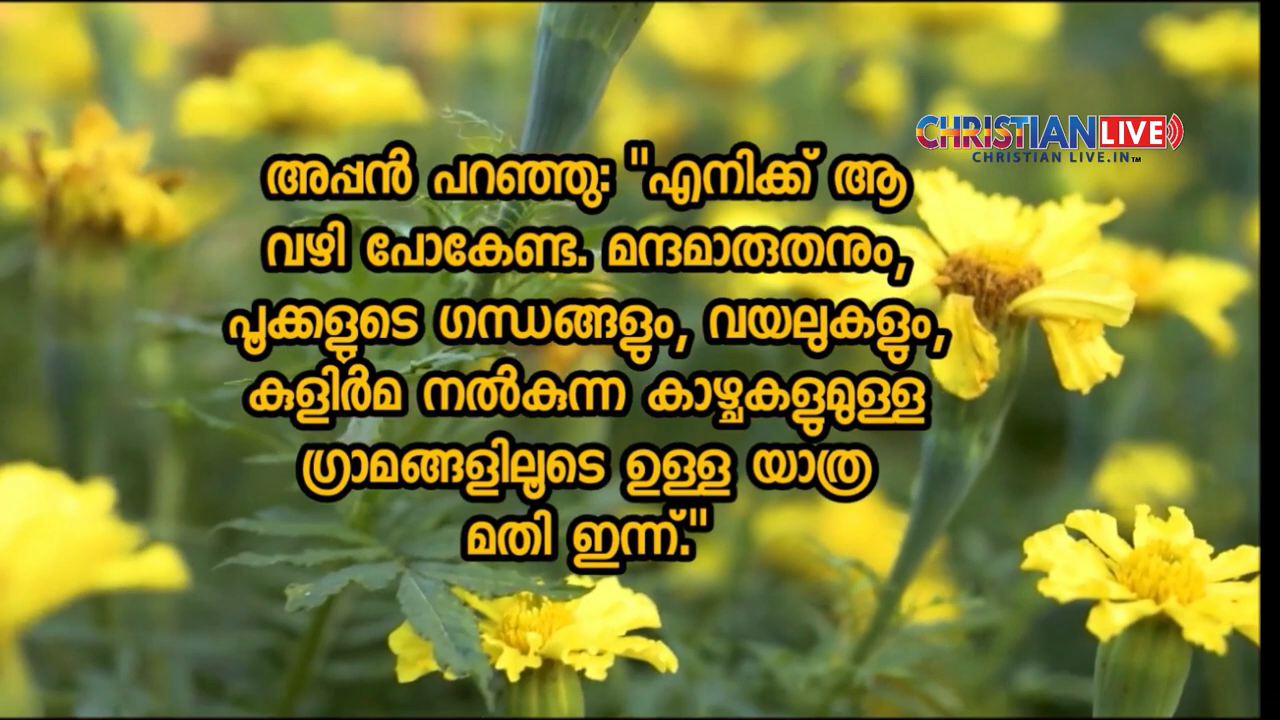 CHRISTIAN LIVE
CHRISTIAN LIVE.IN™
അപ്പൻ പറഞ്ഞു: "എനിക്ക് ആ
വഴി പോകേണ്ട. മന്ദമാരുതനും,
പൂക്കളുടെ ഗന്ധങ്ങളും, വയലുകളും,
കുളിർമ നൽകുന്ന കാഴ്ചകളുമുള്ള
ഗ്രാമങ്ങളിലൂടെ ഉള്ള യാത്ര
മതി ഇന്ന്."